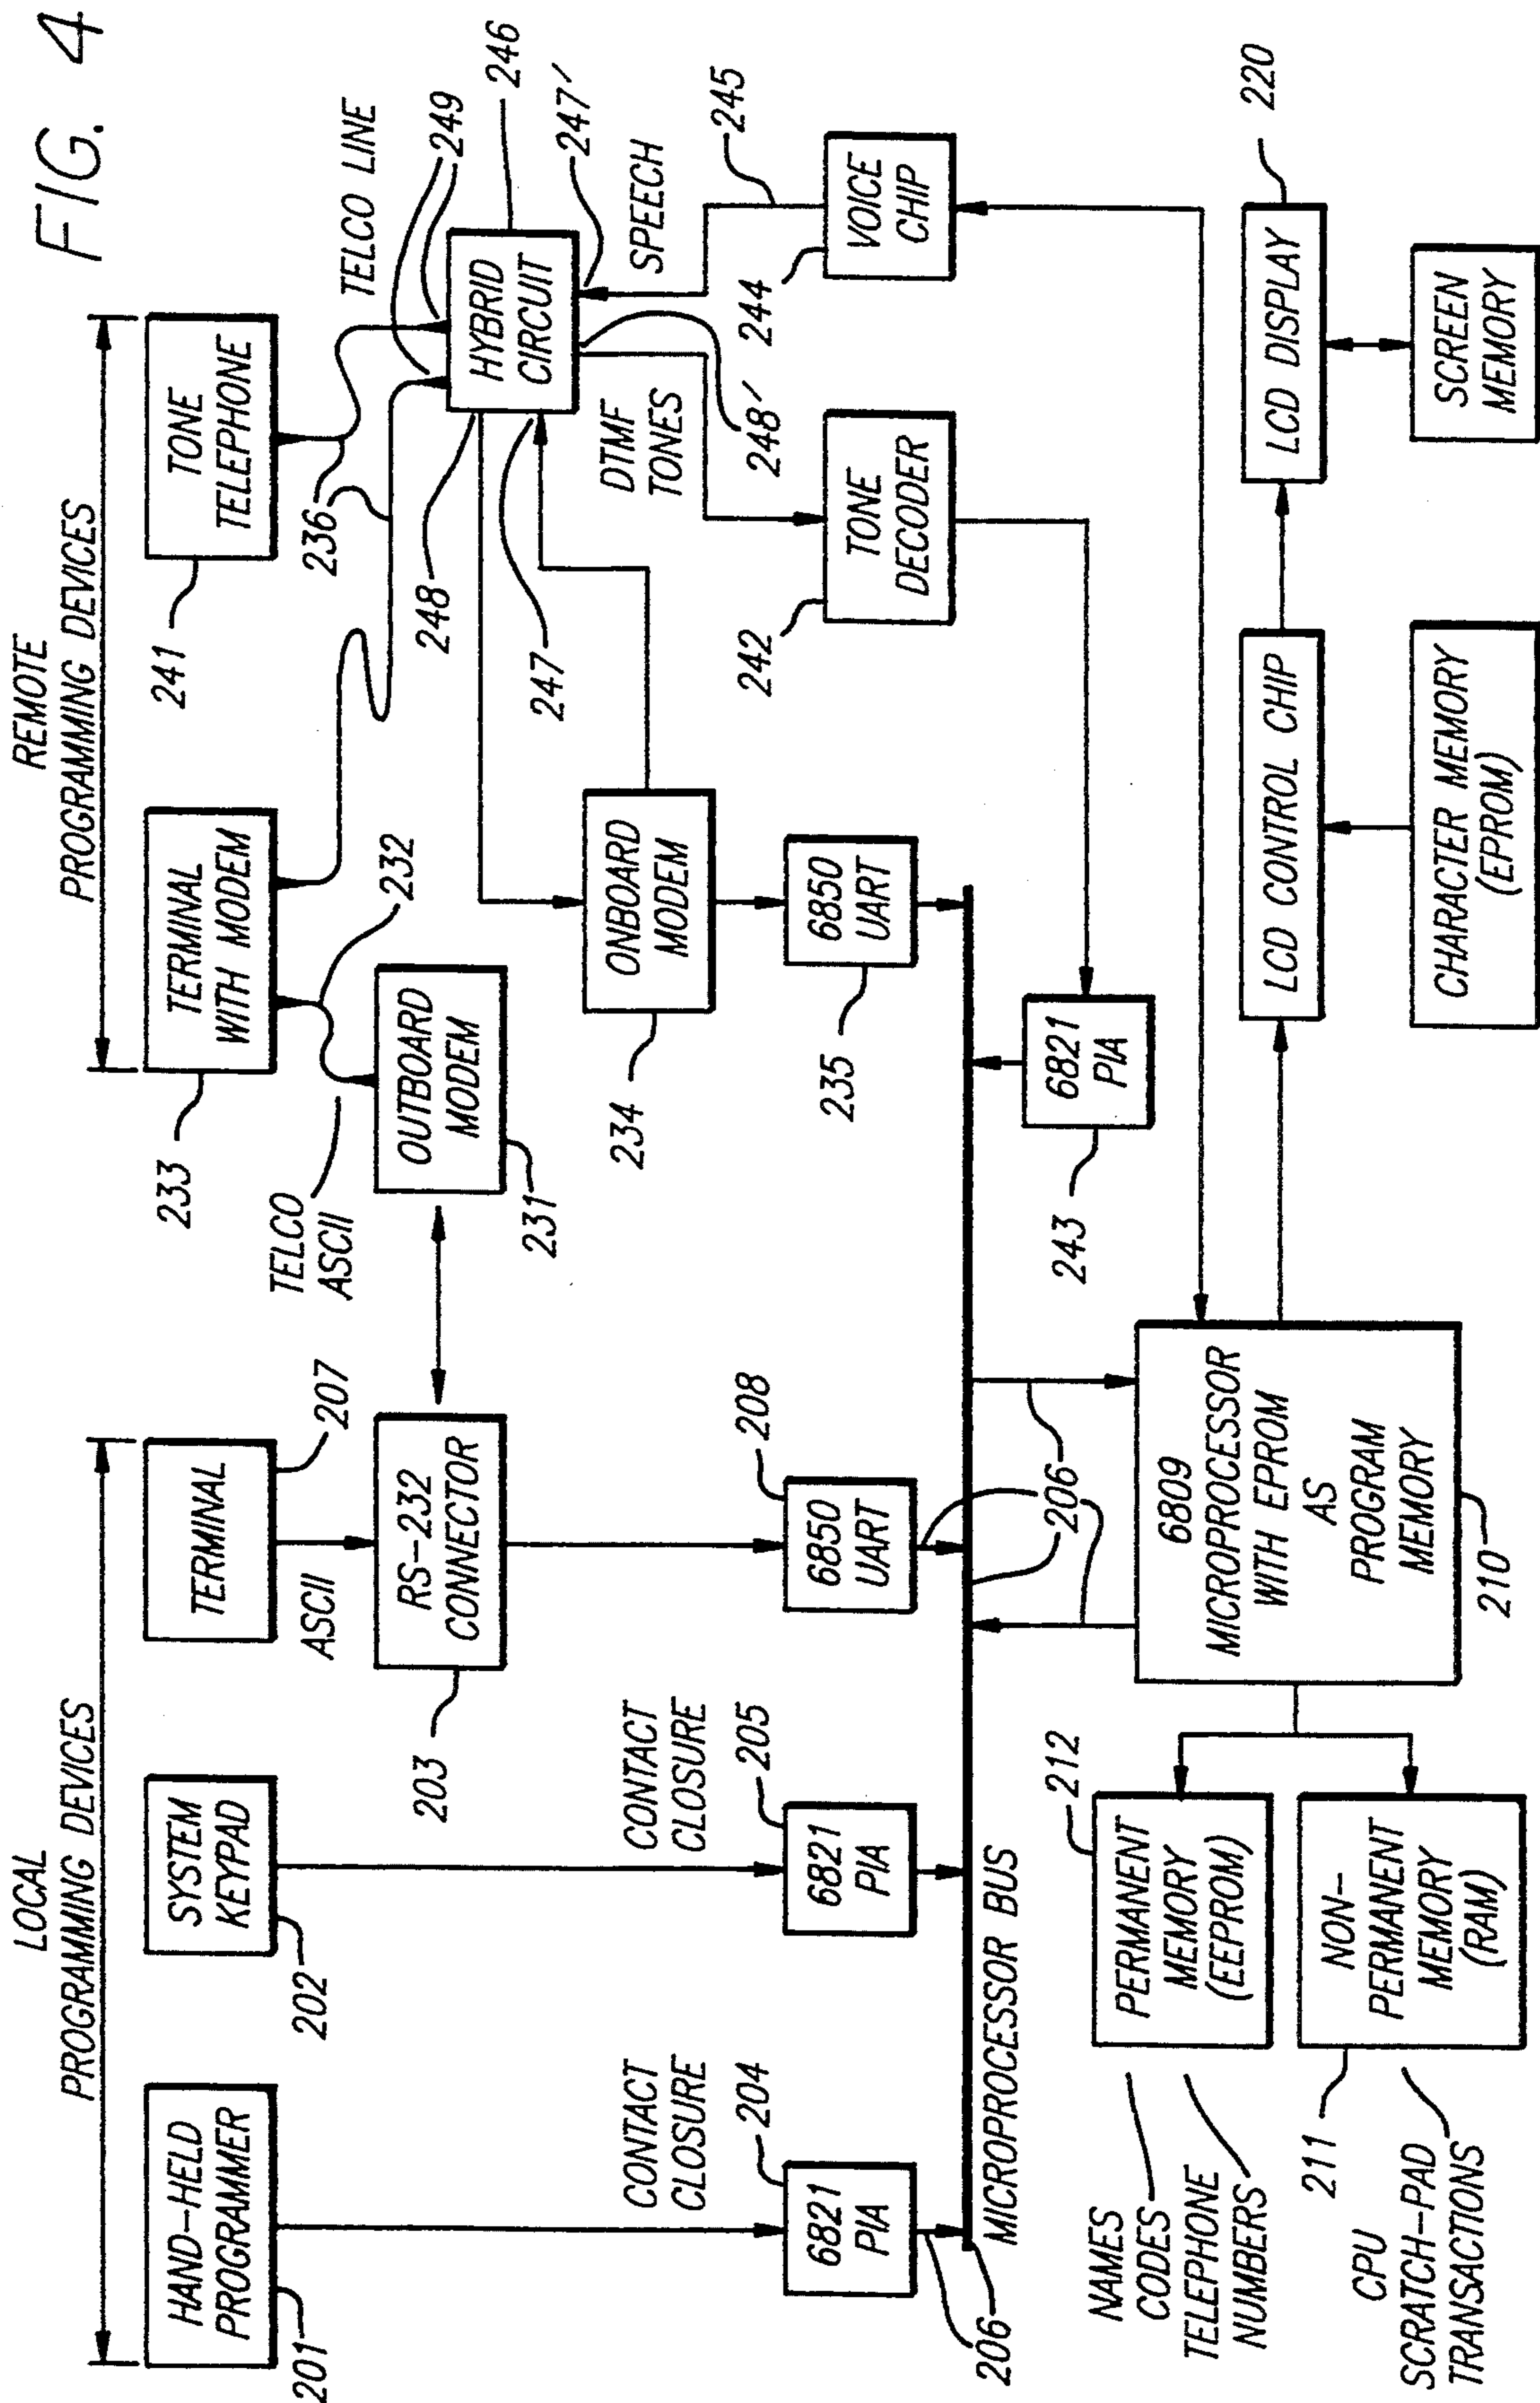 FIG. 4
LOCAL
PROGRAMMING DEVICES
REMOTE
PROGRAMMING DEVICES
HAND-HELD
PROGRAMMER
201
SYSTEM
KEYPAD
202
TERMINAL
207
ASCII
RS-232
CONNECTOR
203
TERMINAL
WITH MODEM
233
232
TELCO
ASCII
OUTBOARD
MODEM
231
TONE
TELEPHONE
241
236
TELCO LINE
249
HYBRID
CIRCUIT
246
248
247
247'
248'
SPEECH
245
DTMF
TONES
ONBOARD
MODEM
234
CONTACT
CLOSURE
204
6821
PIA
CONTACT
CLOSURE
205
6821
PIA
208
6850
UART
6850
UART
235
TONE
DECODER
242
VOICE
CHIP
244
206
206
MICROPROCESSOR BUS
6821
PIA
243
NAMES
CODES
TELEPHONE
NUMBERS
212
PERMANENT
MEMORY
(EEPROM)
CPU
SCRATCH-PAD
TRANSACTIONS
211
NON-
PERMANENT
MEMORY
(RAM)
6809
MICROPROCESSOR
WITH EPROM
AS
PROGRAM
MEMORY
210
LCD CONTROL CHIP
CHARACTER MEMORY
(EPROM)
LCD DISPLAY
220
SCREEN
MEMORY